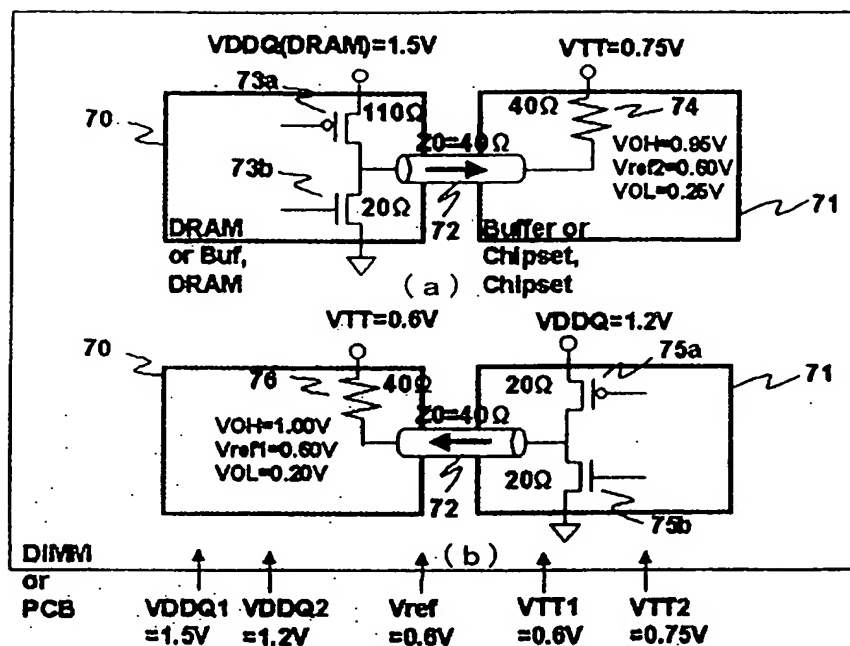 VDDQ(DRAM)=1.5V
VTT=0.75V
73a
70
110Ω
40Ω
74
Z0=40Ω
VOH=0.95V
Vref2=0.60V
VOL=0.25V
73b
20Ω
72
71
DRAM
or Buf,
DRAM
Buffer or
Chipset,
Chipset
(a)
VTT=0.6V
VDDQ=1.2V
70
75a
76
40Ω
20Ω
71
Z0=40Ω
VOH=1.00V
Vref1=0.60V
VOL=0.20V
72
20Ω
75b
(b)
DIMM
or
PCB
VDDQ1
=1.5V
VDDQ2
=1.2V
Vref
=0.6V
VTT1
=0.6V
VTT2
=0.75V